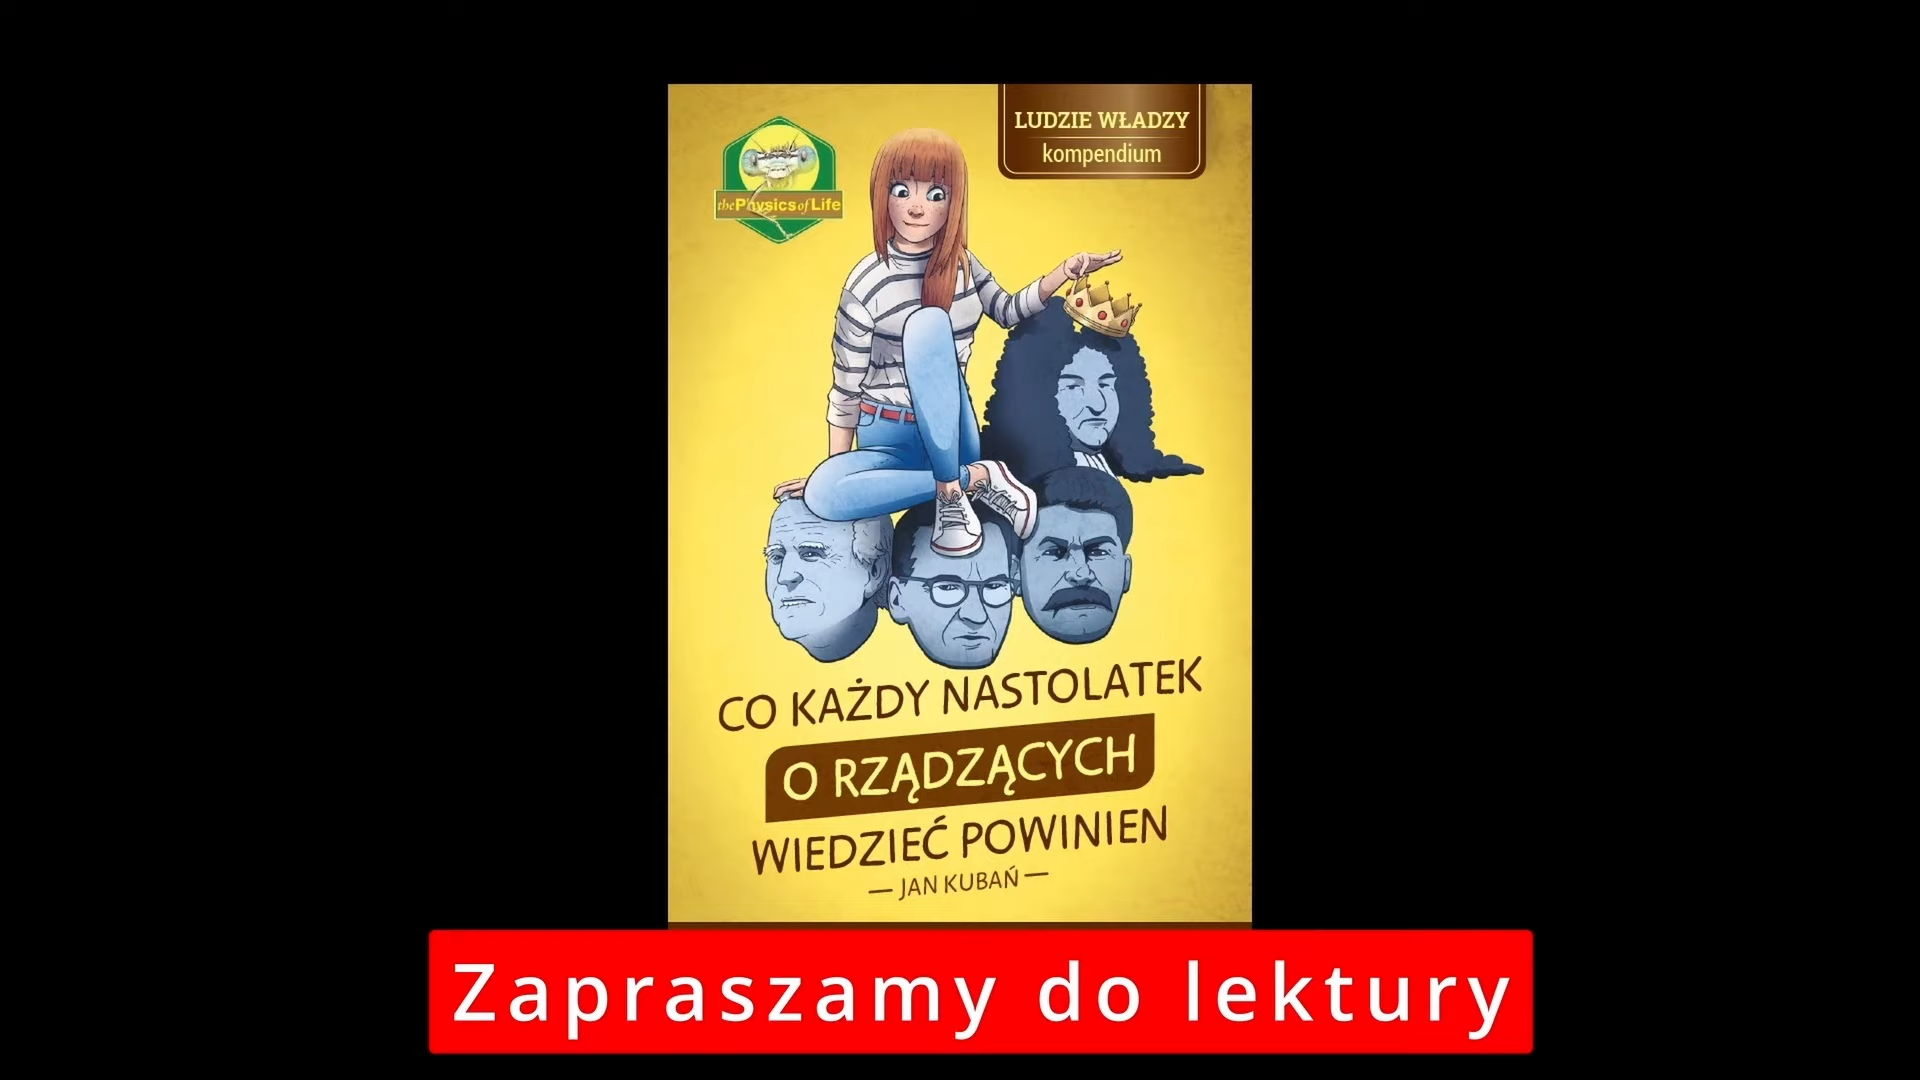 LUDZIE WŁADZY
kompendium
the Physics of Life
CO KAŻDY NASTOLATEK
O RZĄDZĄCYCH
WIEDZIEĆ POWINIEN
— JAN KUBAŃ —
Zapraszamy do lektury